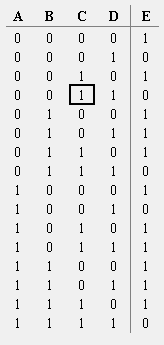 A B C D E
0 0 0 0 1
0 0 0 1 0
0 0 1 0 1
0 0 1 1 0
0 1 0 0 1
0 1 0 1 1
0 1 1 0 1
0 1 1 1 0
1 0 0 0 1
1 0 0 1 0
1 0 1 0 1
1 0 1 1 1
1 1 0 0 1
1 1 0 1 1
1 1 1 0 1
1 1 1 1 0